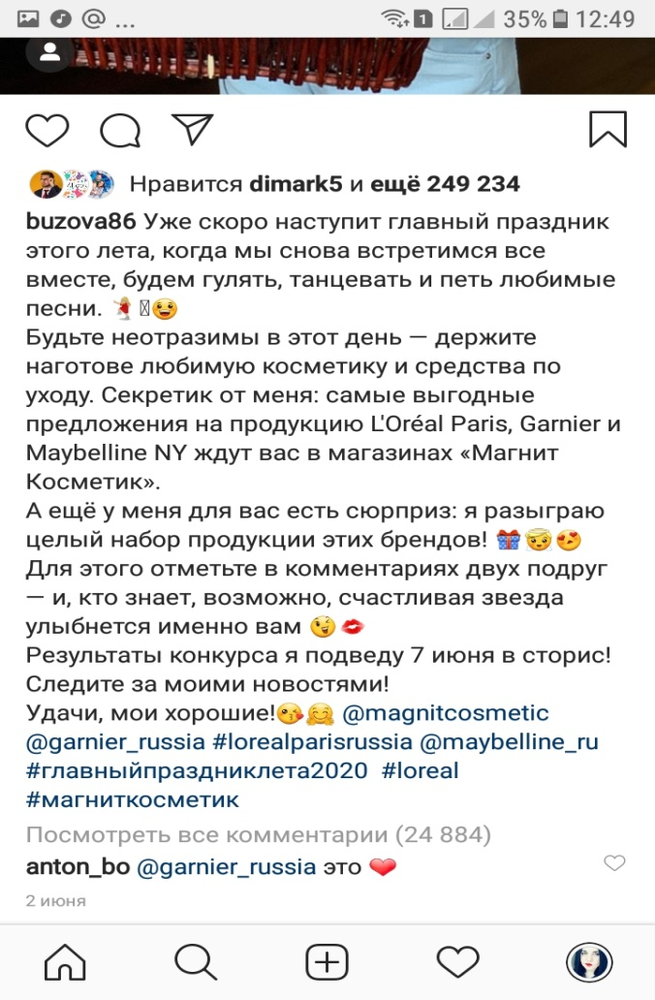 @ ... 1 35% 12:49
Нравится dimark5 и ещё 249 234
buzova86 Уже скоро наступит главный праздник
этого лета, когда мы снова встретимся все
вместе, будем гулять, танцевать и петь любимые
песни. 💃🏼😀
Будьте неотразимы в этот день — держите
наготове любимую косметику и средства по
уходу. Секретик от меня: самые выгодные
предложения на продукцию L'Oréal Paris, Garnier и
Maybelline NY ждут вас в магазинах «Магнит
Косметик».
А ещё у меня для вас есть сюрприз: я разыграю
целый набор продукции этих брендов! 🎁😇😍
Для этого отметьте в комментариях двух подруг
— и, кто знает, возможно, счастливая звезда
улыбнется именно вам 😉💋
Результаты конкурса я подведу 7 июня в сторис!
Следите за моими новостями!
Удачи, мои хорошие!😘🤗 @magnitcosmetic
@garnier_russia #lorealparisrussia @maybelline_ru
#главныйпраздниклета2020 #loreal
#магниткосметик
Посмотреть все комментарии (24 884)
anton_bo @garnier_russia это ❤
2 июня